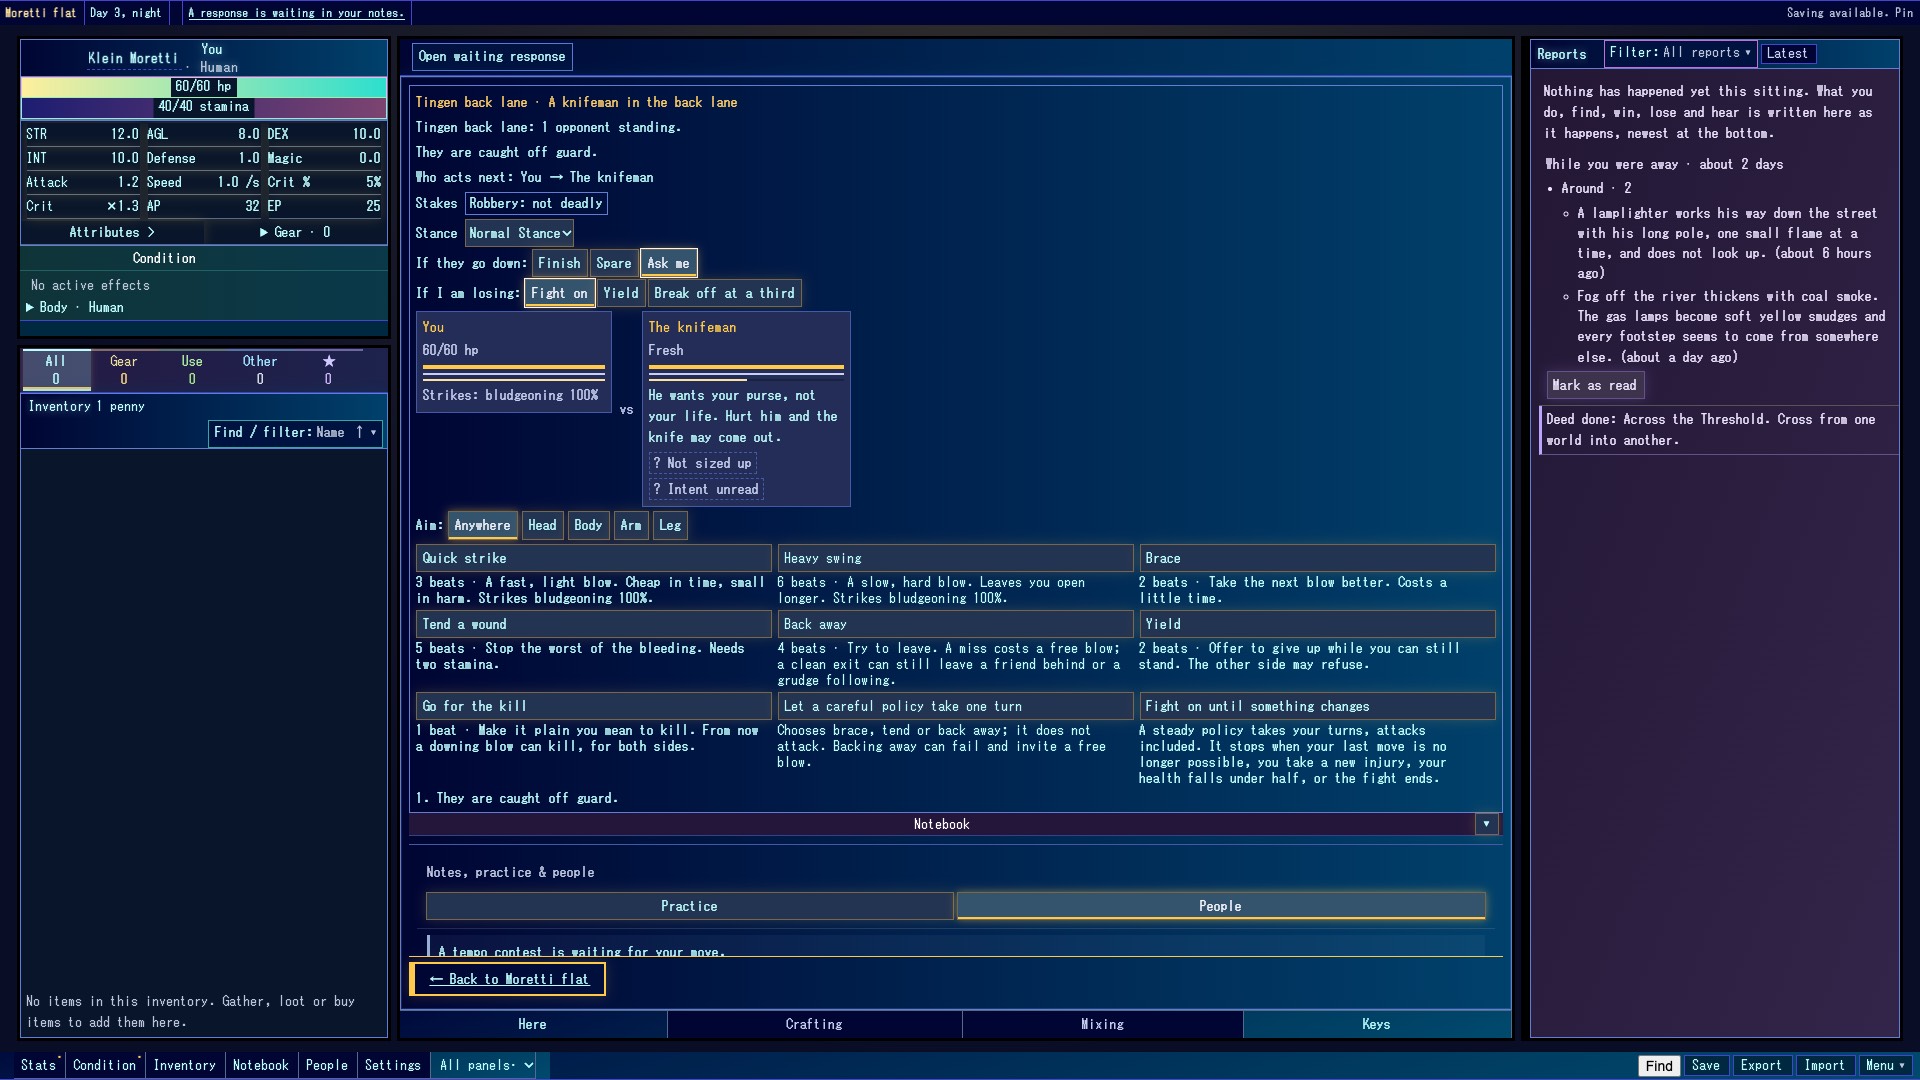 Moretti flat
Day 3, night
A response is waiting in your notes.
Saving available. Pin
Klein Moretti · You
Human
60/60 hp
40/40 stamina
STR 12.0 AGL 8.0 DEX 10.0
INT 10.0 Defense 1.0 Magic 0.0
Attack 1.2 Speed 1.0 /s Crit % 5%
Crit ×1.3 AP 32 EP 25
Attributes >
▶ Gear · 0
Condition
No active effects
▶ Body · Human
All 0
Gear 0
Use 0
Other 0
★ 0
Inventory 1 penny
Find / filter: Name ↑ ▾
No items in this inventory. Gather, loot or buy
items to add them here.
Open waiting response
Tingen back lane · A knifeman in the back lane
Tingen back lane: 1 opponent standing.
They are caught off guard.
Who acts next: You → The knifeman
Stakes Robbery: not deadly
Stance Normal Stance
If they go down: Finish Spare Ask me
If I am losing: Fight on Yield Break off at a third
You
60/60 hp
Strikes: bludgeoning 100%
vs
The knifeman
Fresh
He wants your purse, not
your life. Hurt him and the
knife may come out.
? Not sized up
? Intent unread
Aim: Anywhere Head Body Arm Leg
Quick strike
3 beats · A fast, light blow. Cheap in time, small
in harm. Strikes bludgeoning 100%.
Heavy swing
6 beats · A slow, hard blow. Leaves you open
longer. Strikes bludgeoning 100%.
Brace
2 beats · Take the next blow better. Costs a
little time.
Tend a wound
5 beats · Stop the worst of the bleeding. Needs
two stamina.
Back away
4 beats · Try to leave. A miss costs a free blow;
a clean exit can still leave a friend behind or a
grudge following.
Yield
2 beats · Offer to give up while you can still
stand. The other side may refuse.
Go for the kill
1 beat · Make it plain you mean to kill. From now
a downing blow can kill, for both sides.
Let a careful policy take one turn
Chooses brace, tend or back away; it does not
attack. Backing away can fail and invite a free
blow.
Fight on until something changes
A steady policy takes your turns, attacks
included. It stops when your last move is no
longer possible, you take a new injury, your
health falls under half, or the fight ends.
1. They are caught off guard.
Notebook ▼
Notes, practice & people
Practice
People
A tempo contest is waiting for your move.
← Back to Moretti flat
Here
Crafting
Mixing
Keys
Reports
Filter: All reports ▾
Latest
Nothing has happened yet this sitting. What you
do, find, win, lose and hear is written here as
it happens, newest at the bottom.
While you were away · about 2 days
• Around · 2
A lamplighter works his way down the street
with his long pole, one small flame at a
time, and does not look up. (about 6 hours
ago)
Fog off the river thickens with coal smoke.
The gas lamps become soft yellow smudges and
every footstep seems to come from somewhere
else. (about a day ago)
Mark as read
Deed done: Across the Threshold. Cross from one
world into another.
Stats
Condition
Inventory
Notebook
People
Settings
All panels·
Find
Save
Export
Import
Menu ▾